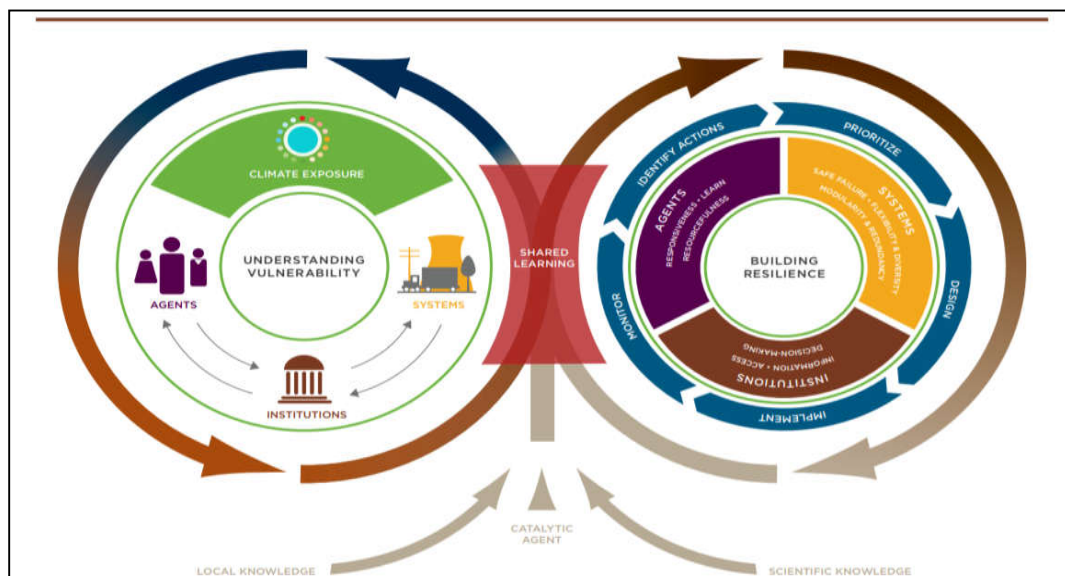 CLIMATE EXPOSURE
UNDERSTANDING
VULNERABILITY
AGENTS
SYSTEMS
INSTITUTIONS
SHARED
LEARNING
IDENTIFY ACTIONS
PRIORITIZE
DESIGN
IMPLEMENT
MONITOR
AGENTS
RESPONSIVENESS • LEARN
RESOURCEFULNESS
SYSTEMS
SAFE FAILURE • FLEXIBILITY & DIVERSITY
MODULARITY & REDUNDANCY
BUILDING
RESILIENCE
INSTITUTIONS
INFORMATION • ACCESS
DECISION-MAKING
CATALYTIC
AGENT
LOCAL KNOWLEDGE
SCIENTIFIC KNOWLEDGE